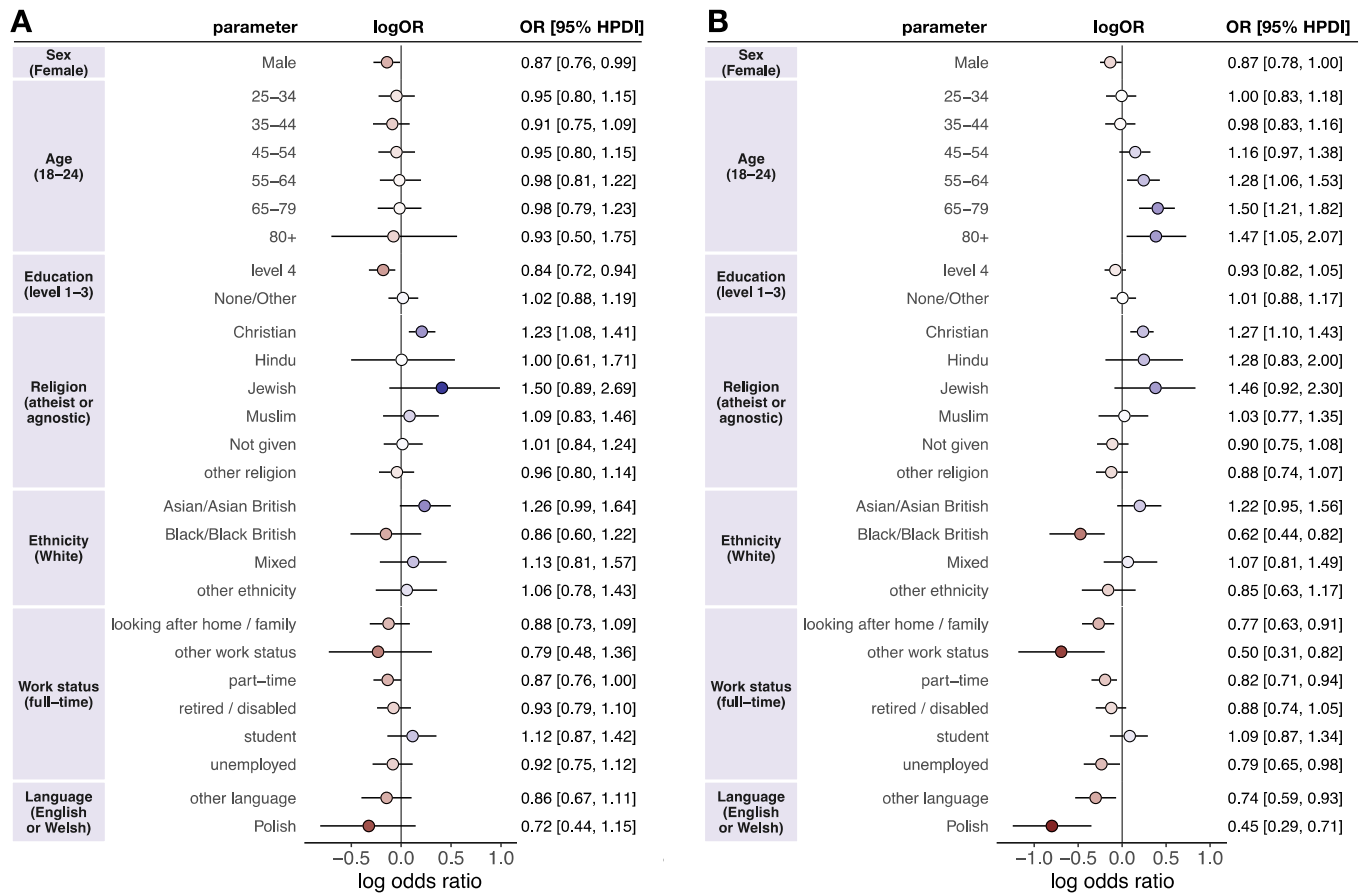 A
parameter logOR OR [95% HPDI]
Sex
(Female)
Male 0.87 [0.76, 0.99]
Age
(18–24)
25–34 0.95 [0.80, 1.15]
35–44 0.91 [0.75, 1.09]
45–54 0.95 [0.80, 1.15]
55–64 0.98 [0.81, 1.22]
65–79 0.98 [0.79, 1.23]
80+ 0.93 [0.50, 1.75]
Education
(level 1–3)
level 4 0.84 [0.72, 0.94]
None/Other 1.02 [0.88, 1.19]
Religion
(atheist or
agnostic)
Christian 1.23 [1.08, 1.41]
Hindu 1.00 [0.61, 1.71]
Jewish 1.50 [0.89, 2.69]
Muslim 1.09 [0.83, 1.46]
Not given 1.01 [0.84, 1.24]
other religion 0.96 [0.80, 1.14]
Ethnicity
(White)
Asian/Asian British 1.26 [0.99, 1.64]
Black/Black British 0.86 [0.60, 1.22]
Mixed 1.13 [0.81, 1.57]
other ethnicity 1.06 [0.78, 1.43]
Work status
(full–time)
looking after home / family 0.88 [0.73, 1.09]
other work status 0.79 [0.48, 1.36]
part–time 0.87 [0.76, 1.00]
retired / disabled 0.93 [0.79, 1.10]
student 1.12 [0.87, 1.42]
unemployed 0.92 [0.75, 1.12]
Language
(English
or Welsh)
other language 0.86 [0.67, 1.11]
Polish 0.72 [0.44, 1.15]
−0.5 0.0 0.5 1.0
log odds ratio
B
parameter logOR OR [95% HPDI]
Sex
(Female)
Male 0.87 [0.78, 1.00]
Age
(18–24)
25–34 1.00 [0.83, 1.18]
35–44 0.98 [0.83, 1.16]
45–54 1.16 [0.97, 1.38]
55–64 1.28 [1.06, 1.53]
65–79 1.50 [1.21, 1.82]
80+ 1.47 [1.05, 2.07]
Education
(level 1–3)
level 4 0.93 [0.82, 1.05]
None/Other 1.01 [0.88, 1.17]
Religion
(atheist or
agnostic)
Christian 1.27 [1.10, 1.43]
Hindu 1.28 [0.83, 2.00]
Jewish 1.46 [0.92, 2.30]
Muslim 1.03 [0.77, 1.35]
Not given 0.90 [0.75, 1.08]
other religion 0.88 [0.74, 1.07]
Ethnicity
(White)
Asian/Asian British 1.22 [0.95, 1.56]
Black/Black British 0.62 [0.44, 0.82]
Mixed 1.07 [0.81, 1.49]
other ethnicity 0.85 [0.63, 1.17]
Work status
(full–time)
looking after home / family 0.77 [0.63, 0.91]
other work status 0.50 [0.31, 0.82]
part–time 0.82 [0.71, 0.94]
retired / disabled 0.88 [0.74, 1.05]
student 1.09 [0.87, 1.34]
unemployed 0.79 [0.65, 0.98]
Language
(English
or Welsh)
other language 0.74 [0.59, 0.93]
Polish 0.45 [0.29, 0.71]
−1.0 −0.5 0.0 0.5 1.0
log odds ratio